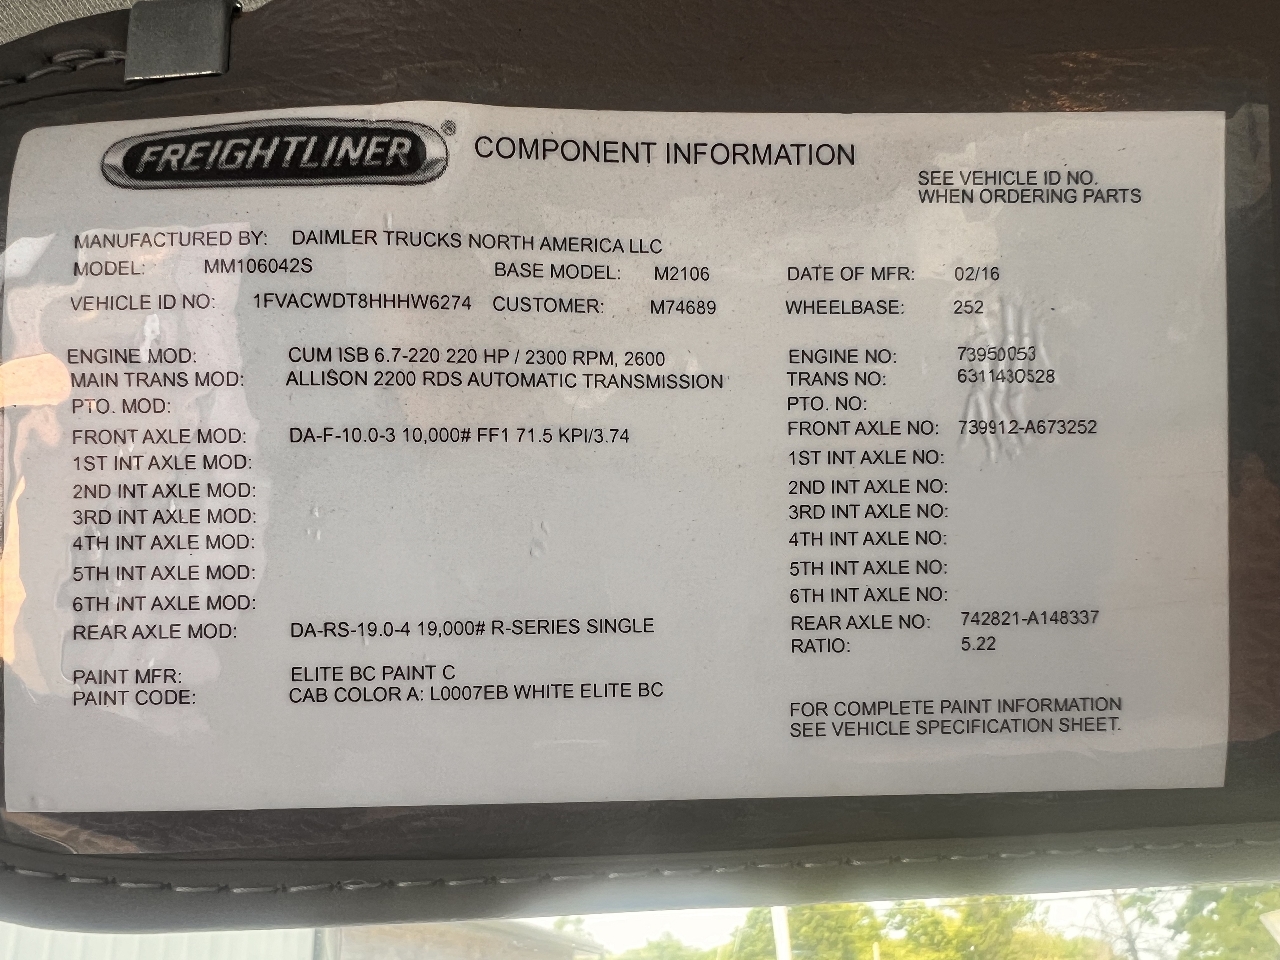 FREIGHTLINER® COMPONENT INFORMATION
SEE VEHICLE ID NO.
WHEN ORDERING PARTS
MANUFACTURED BY: DAIMLER TRUCKS NORTH AMERICA LLC
MODEL: MM106042S BASE MODEL: M2106 DATE OF MFR: 02/16
VEHICLE ID NO: 1FVACWDT8HHHW6274 CUSTOMER: M74689 WHEELBASE: 252
ENGINE MOD: CUM ISB 6.7-220 220 HP / 2300 RPM, 2600 ENGINE NO: 73950053
MAIN TRANS MOD: ALLISON 2200 RDS AUTOMATIC TRANSMISSION TRANS NO: 6311430528
PTO. MOD: PTO. NO:
FRONT AXLE MOD: DA-F-10.0-3 10,000# FF1 71.5 KPI/3.74 FRONT AXLE NO: 739912-A673252
1ST INT AXLE MOD: 1ST INT AXLE NO:
2ND INT AXLE MOD: 2ND INT AXLE NO:
3RD INT AXLE MOD: 3RD INT AXLE NO:
4TH INT AXLE MOD: 4TH INT AXLE NO:
5TH INT AXLE MOD: 5TH INT AXLE NO:
6TH INT AXLE MOD: 6TH INT AXLE NO:
REAR AXLE MOD: DA-RS-19.0-4 19,000# R-SERIES SINGLE REAR AXLE NO: 742821-A148337
RATIO: 5.22
PAINT MFR: ELITE BC PAINT C
PAINT CODE: CAB COLOR A: L0007EB WHITE ELITE BC
FOR COMPLETE PAINT INFORMATION
SEE VEHICLE SPECIFICATION SHEET.